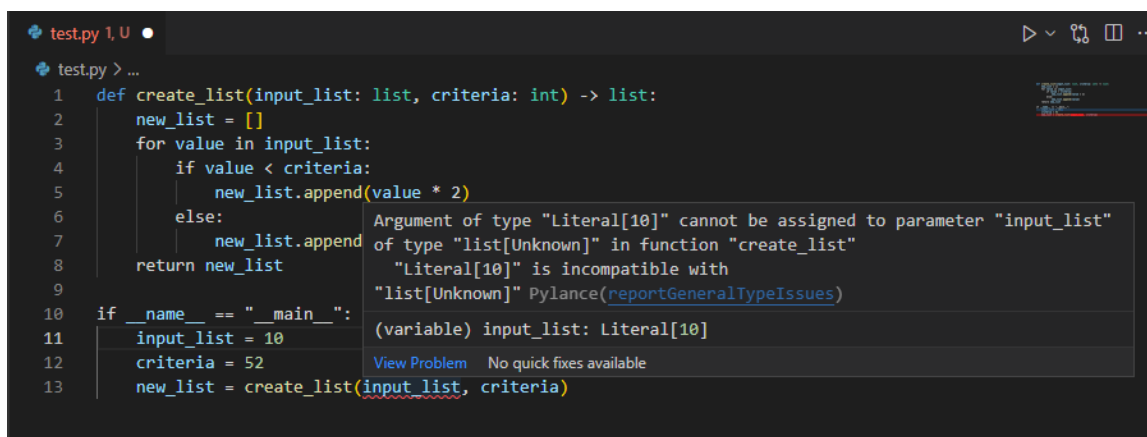 test.py 1, U
test.py > ...
1 def create_list(input_list: list, criteria: int) -> list:
2 new_list = []
3 for value in input_list:
4 if value < criteria:
5 new_list.append(value * 2)
6 else:
7 new_list.append
8 return new_list
9
10 if __name__ == "__main__":
11 input_list = 10
12 criteria = 52
13 new_list = create_list(input_list, criteria)
Argument of type "Literal[10]" cannot be assigned to parameter "input_list"
of type "list[Unknown]" in function "create_list"
"Literal[10]" is incompatible with
"list[Unknown]" Pylance(reportGeneralTypeIssues)
(variable) input_list: Literal[10]
View Problem No quick fixes available